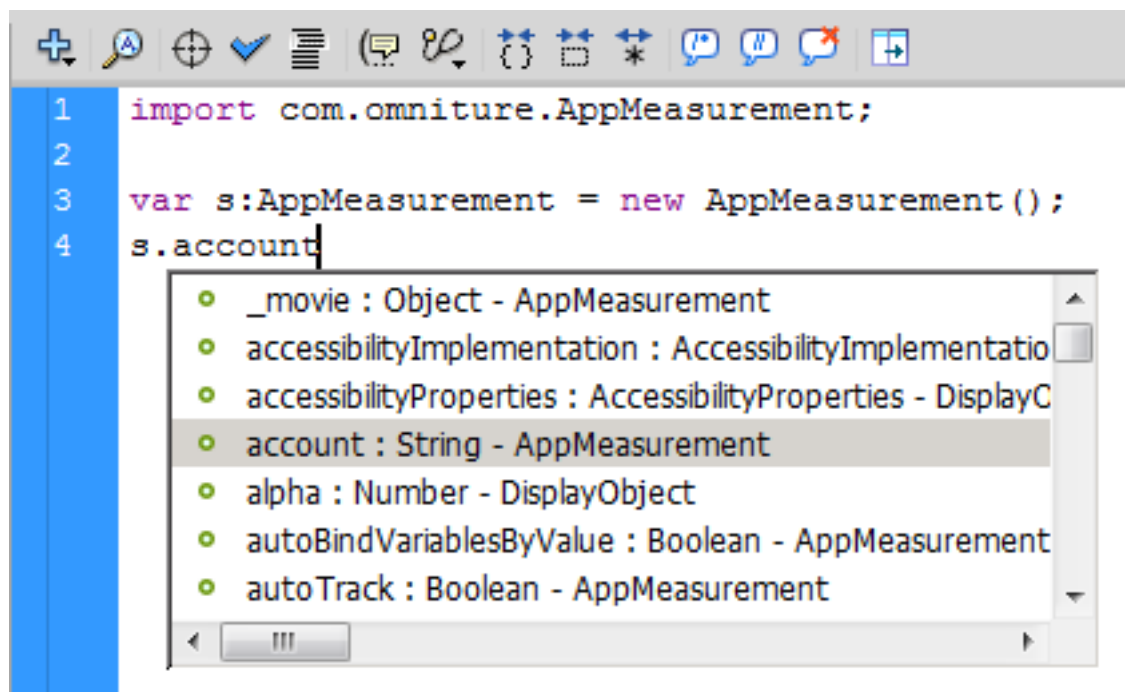 1 import com.omniture.AppMeasurement;
2
3 var s:AppMeasurement = new AppMeasurement();
4 s.account
_movie : Object - AppMeasurement
accessibilityImplementation : AccessibilityImplementatio
accessibilityProperties : AccessibilityProperties - DisplayC
account : String - AppMeasurement
alpha : Number - DisplayObject
autoBindVariablesByValue : Boolean - AppMeasurement
autoTrack : Boolean - AppMeasurement